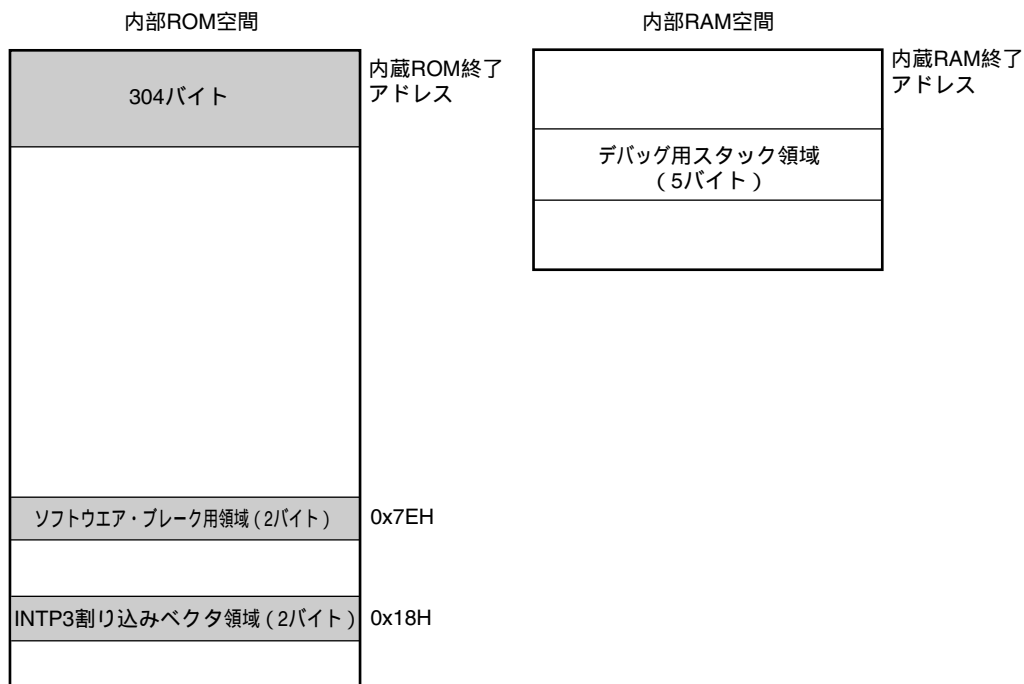 内部ROM空間
304バイト
内蔵ROM終了
アドレス
ソフトウエア・ブレーク用領域(2バイト)
0x7EH
INTP3割り込みベクタ領域(2バイト)
0x18H
内部RAM空間
内蔵RAM終了
アドレス
デバッグ用スタック領域
(5バイト)